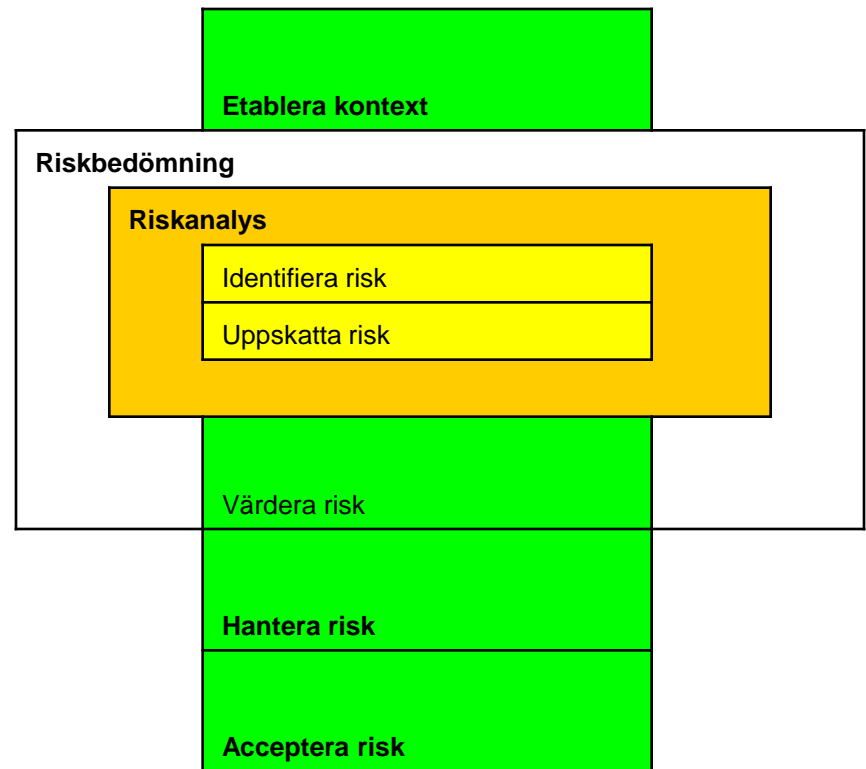 Etablera kontext
Riskbedömning
Riskanalys
Identifiera risk
Uppskatta risk
Värdera risk
Hantera risk
Acceptera risk